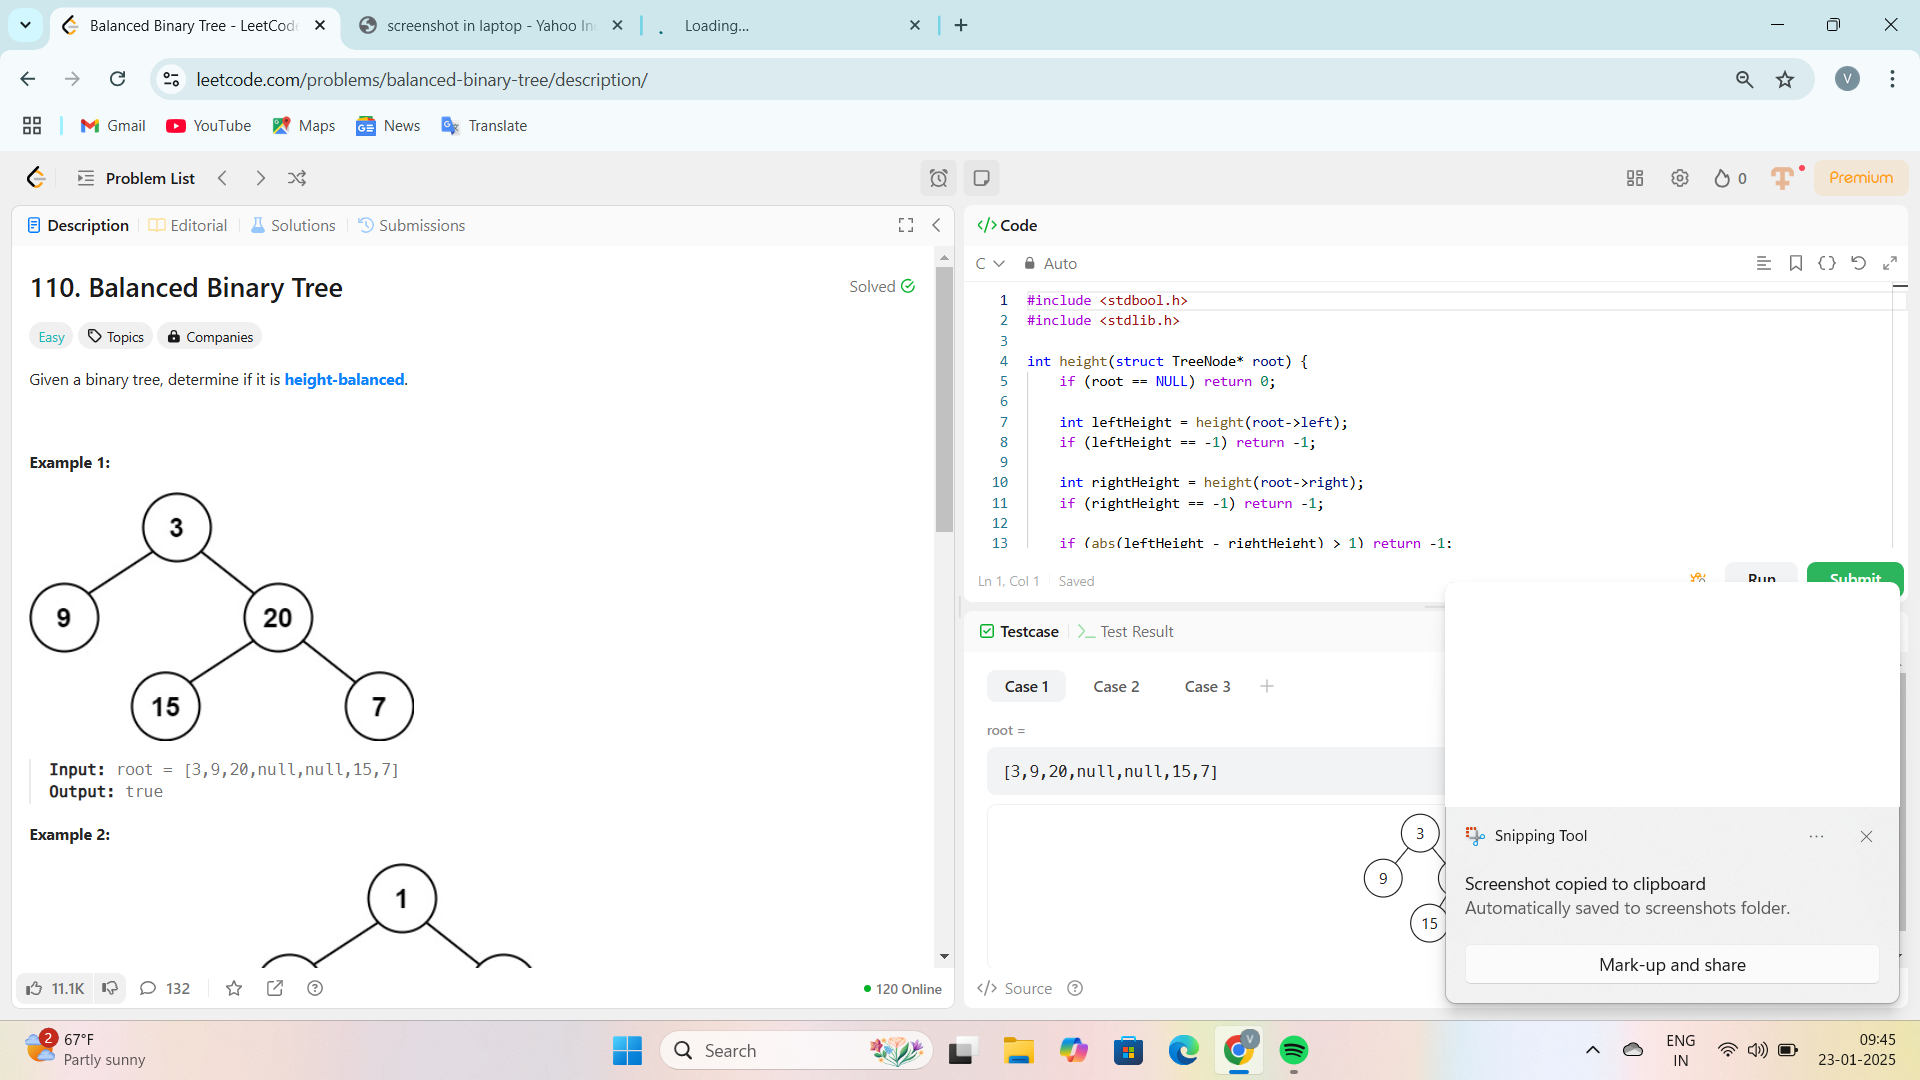 Balanced Binary Tree - LeetCode
screenshot in laptop - Yahoo In
Loading...
leetcode.com/problems/balanced-binary-tree/description/
V
Gmail
YouTube
Maps
News
Translate
Problem List
0
Premium
Description
Editorial
Solutions
Submissions
110. Balanced Binary Tree
Solved
Easy
Topics
Companies
Given a binary tree, determine if it is height-balanced.
Example 1:
3
9
20
15
7
Input: root = [3,9,20,null,null,15,7]
Output: true
Example 2:
1
11.1K
132
120 Online
</> Code
C
Auto
1 #include <stdbool.h>
2 #include <stdlib.h>
3
4 int height(struct TreeNode* root) {
5 if (root == NULL) return 0;
6
7 int leftHeight = height(root->left);
8 if (leftHeight == -1) return -1;
9
10 int rightHeight = height(root->right);
11 if (rightHeight == -1) return -1;
12
13 if (abs(leftHeight - rightHeight) > 1) return -1;
Ln 1, Col 1
Saved
Run
Submit
Testcase
Test Result
Case 1
Case 2
Case 3
root =
[3,9,20,null,null,15,7]
3
9
15
</> Source
Snipping Tool
Screenshot copied to clipboard
Automatically saved to screenshots folder.
Mark-up and share
2
67°F
Partly sunny
Search
V
ENG
IN
09:45
23-01-2025